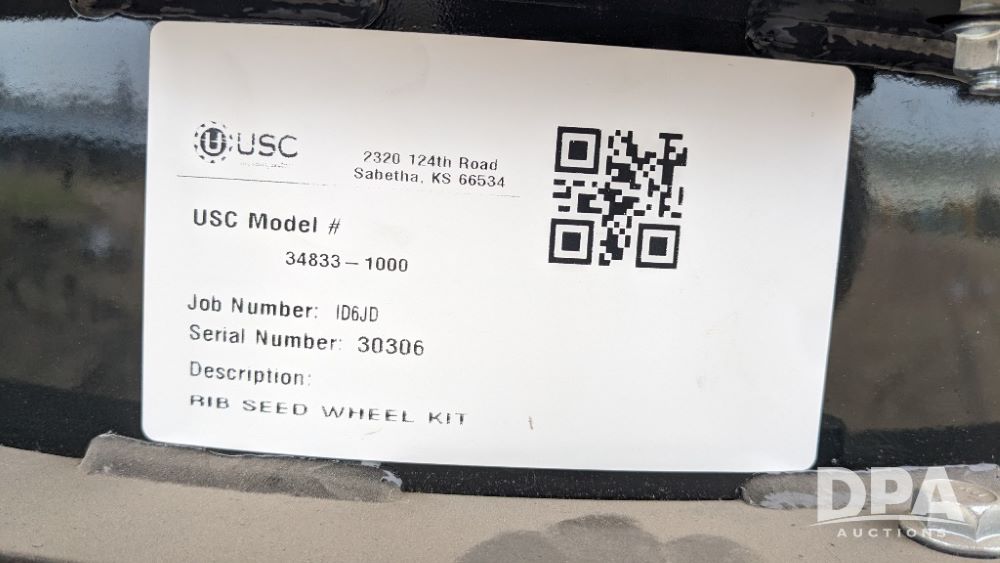 USC
2320 124th Road
Sabetha, KS 66534
USC Model #
34833-1000
Job Number: ID6JD
Serial Number: 30306
Description:
RIB SEED WHEEL KIT
DPA
AUCTIONS